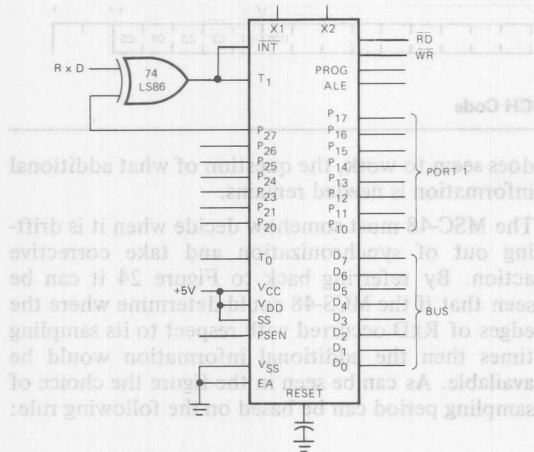 X1 X2
INT
RD
WR
R x D
74
LS86
T1
PROG
ALE
Code
P27
P26
P25
P24
P23
P21
P20
P17
P16
P15
P14
P13
P12
P11
P10
PORT 1
does seem to work, the question of what additional
information is needed remains.
The MSC-48 must somehow decide when it is drift-
ing out of synchronization and take corrective
action. By referring back to Figure 24 it can be
seen that if the MCS-48 could determine where the
edges of RxD occurred with respect to its sampling
times then the additional information would be
available. As can be seen in the figure the choice of
sampling period can be based on the following rule:
T0
+5V
VCC
VDD
SS
PSEN
VSS
EA
D7
D6
D5
D4
D3
D2
D1
D0
BUS
RESET